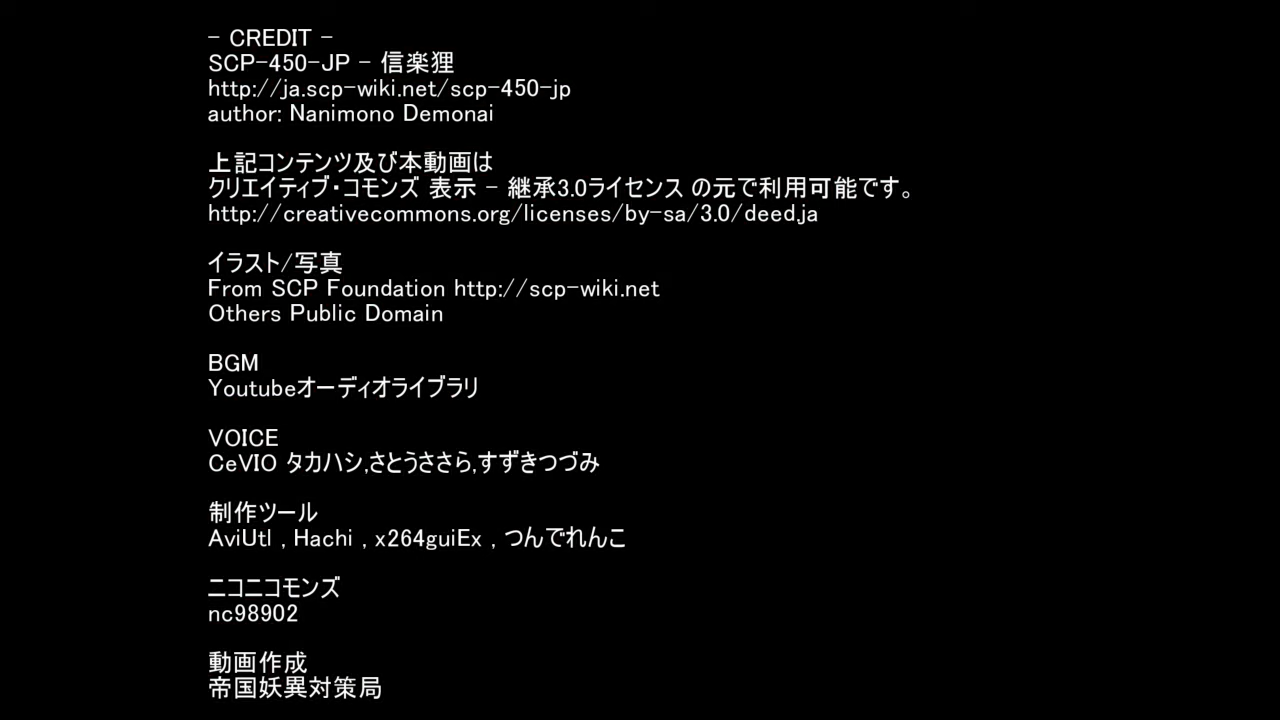 - CREDIT -
SCP-450-JP - 信楽狸
http://ja.scp-wiki.net/scp-450-jp
author: Nanimono Demonai
上記コンテンツ及び本動画は
クリエイティブ・コモンズ 表示 - 継承3.0ライセンス の元で利用可能です。
http://creativecommons.org/licenses/by-sa/3.0/deed.ja
イラスト/写真
From SCP Foundation http://scp-wiki.net
Others Public Domain
BGM
Youtubeオーディオライブラリ
VOICE
CeVIO タカハシ,さとうささら,すずきつづみ
制作ツール
AviUtl , Hachi , x264guiEx , つんでれんこ
ニコニコモンズ
nc98902
動画作成
帝国妖異対策局